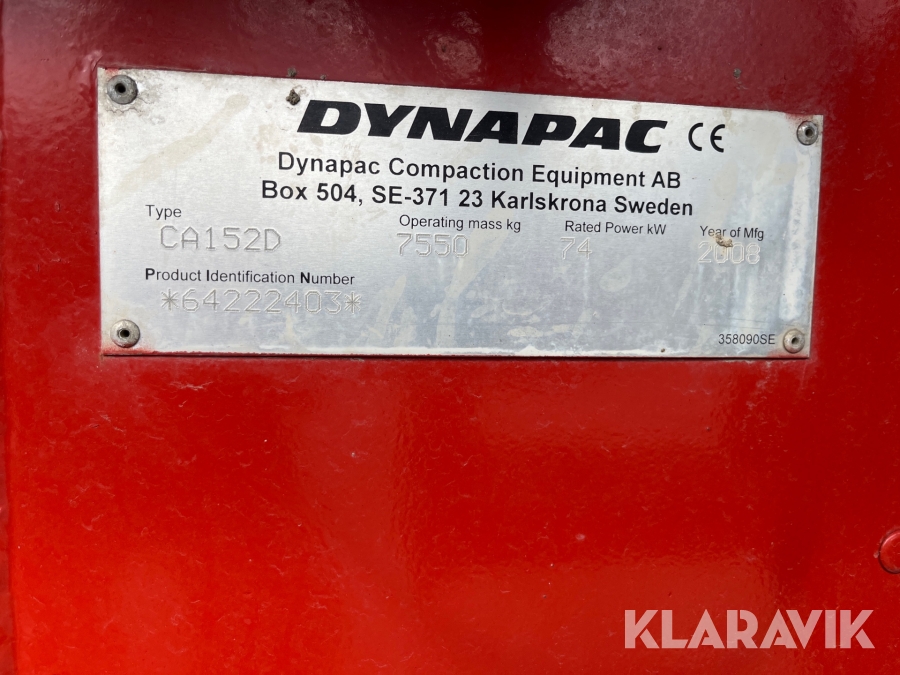 DYNAPAC CE
Dynapac Compaction Equipment AB
Box 504, SE-371 23 Karlskrona Sweden
Type Operating mass kg Rated Power kW Year of Mfg
CA152D 7550 74 2008
Product Identification Number
*64222403*
358090SE
KLARAVIK